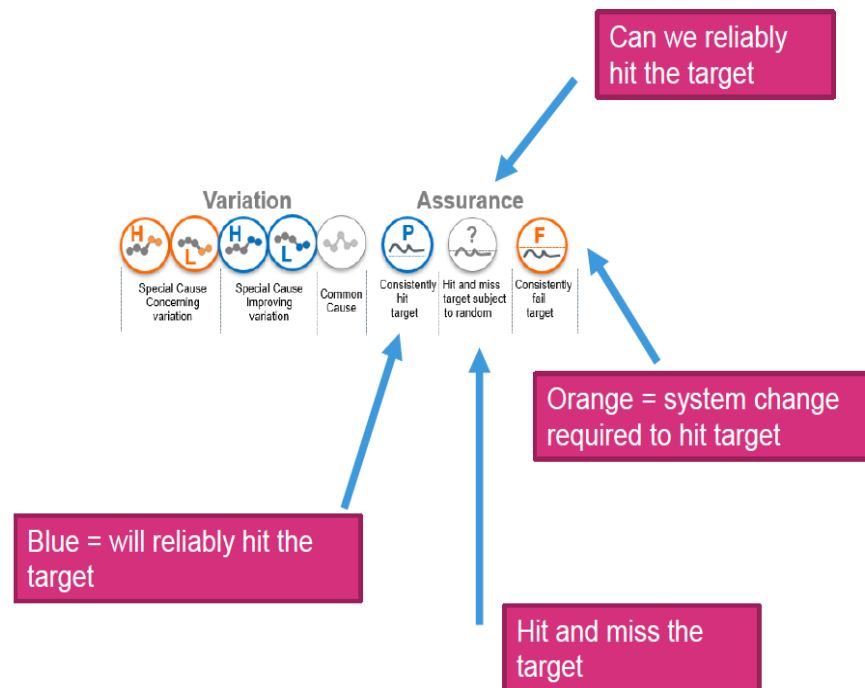 Can we reliably
hit the target
Variation
Assurance
H
L
H
L
P
?
F
Special Cause
Concerning
variation
Special Cause
Improving
variation
Common
Cause
Consistently
hit
target
Hit and miss
target subject
to random
Consistently
fail
target
Orange = system change
required to hit target
Blue = will reliably hit the
target
Hit and miss the
target